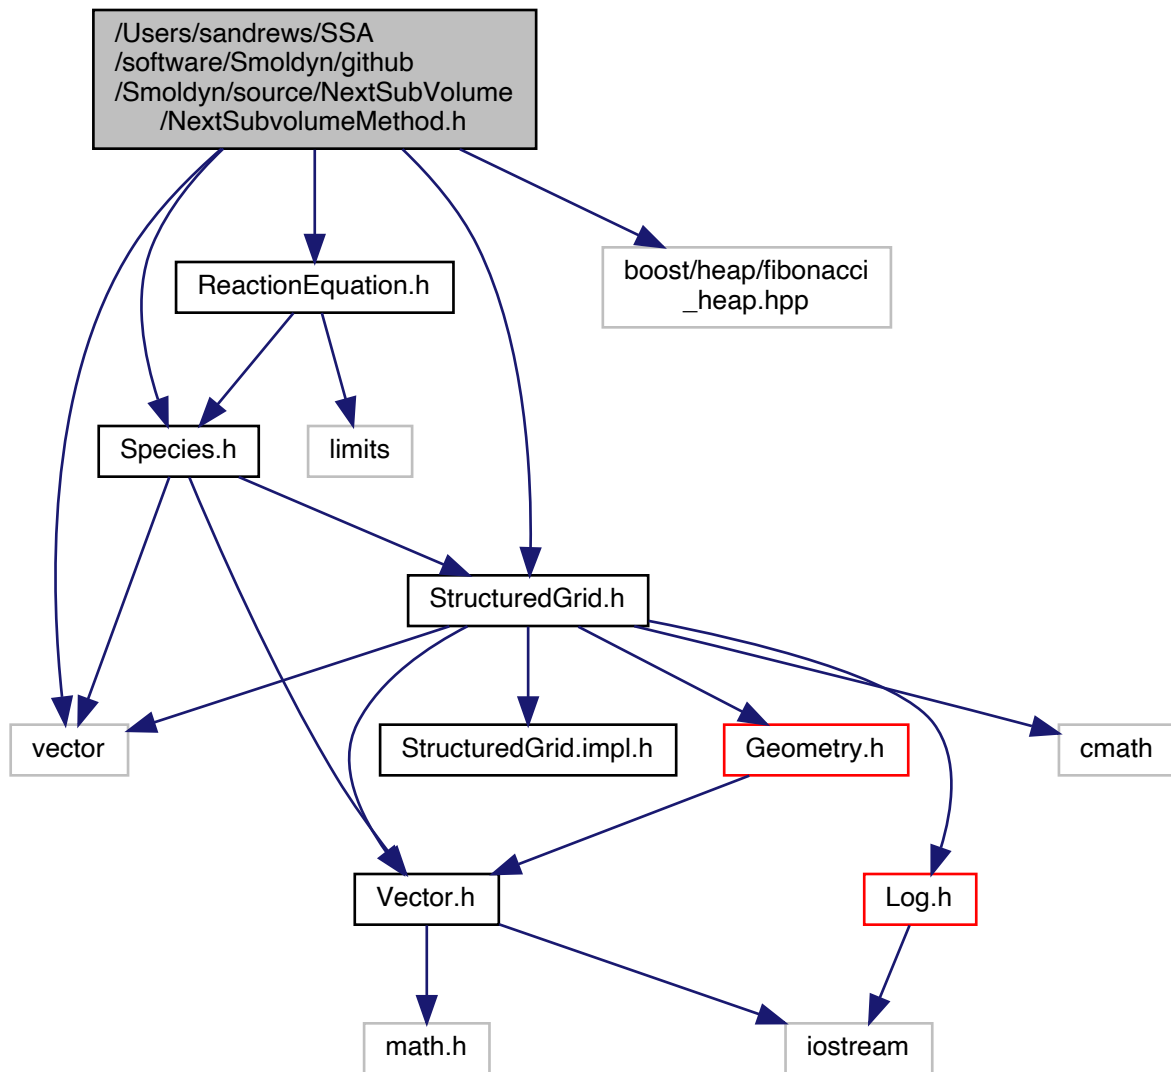 /Users/sandrews/SSA
/software/Smoldyn/github
/Smoldyn/source/NextSubVolume
/NextSubvolumeMethod.h
ReactionEquation.h
boost/heap/fibonacci
_heap.hpp
Species.h
limits
StructuredGrid.h
vector
StructuredGrid.impl.h
Geometry.h
cmath
Vector.h
Log.h
math.h
iostream